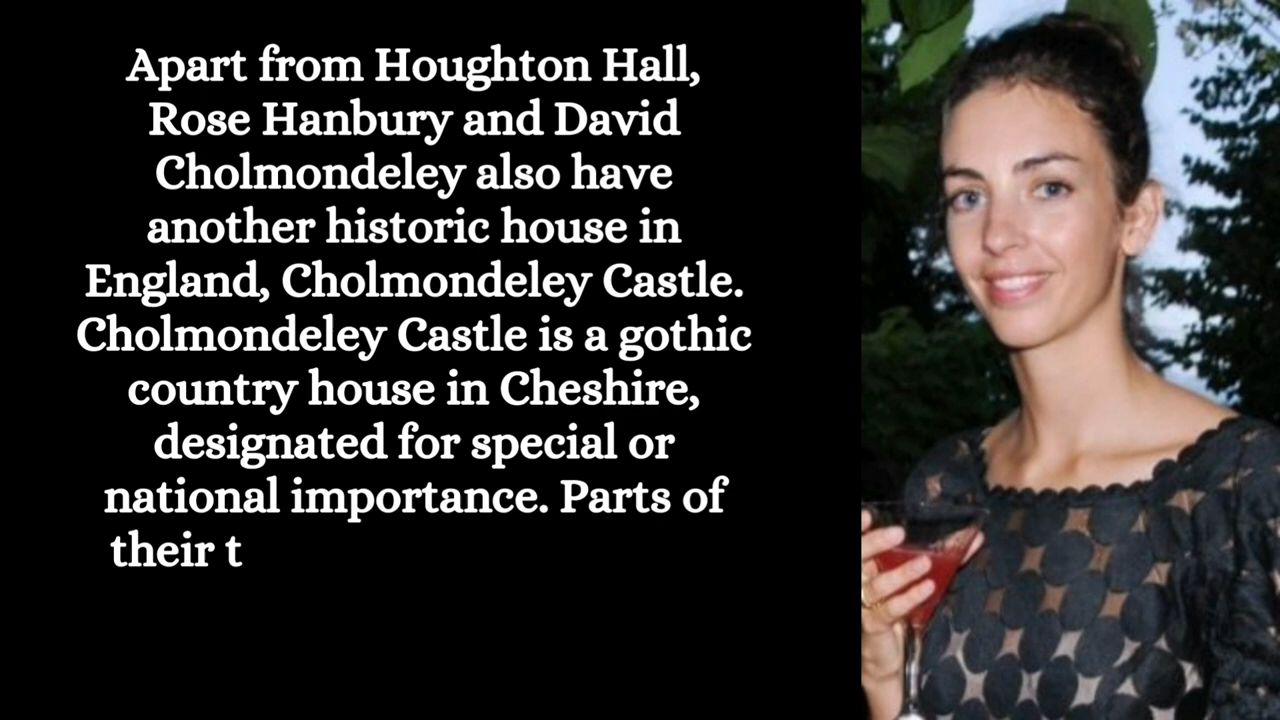 Apart from Houghton Hall,
Rose Hanbury and David
Cholmondeley also have
another historic house in
England, Cholmondeley Castle.
Cholmondeley Castle is a gothic
country house in Cheshire,
designated for special or
national importance. Parts of
their t